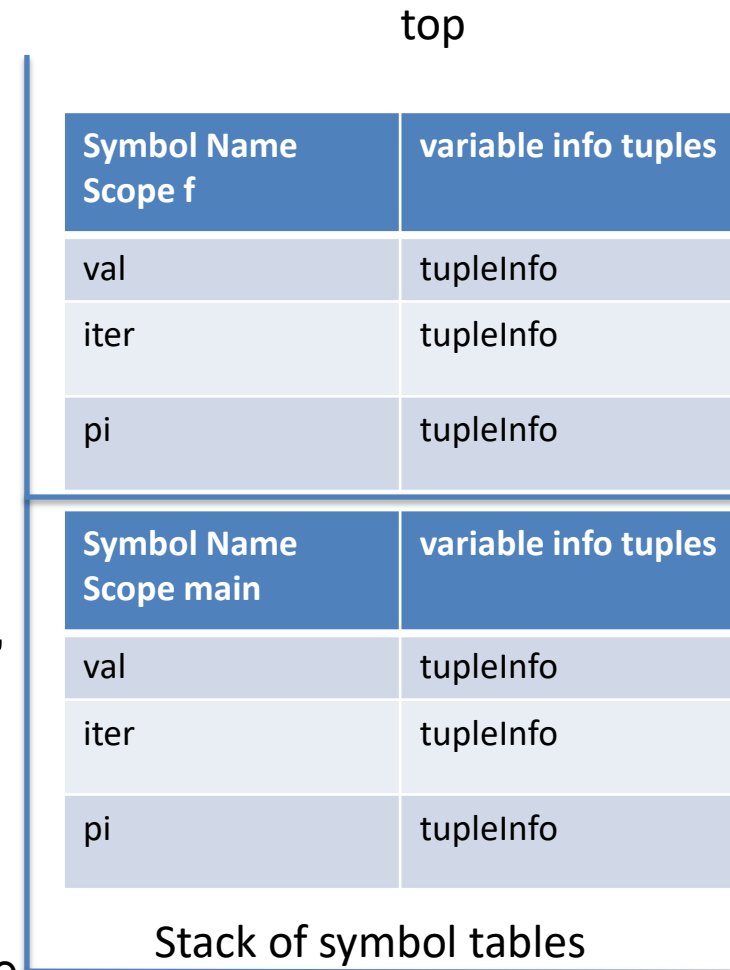 top
Symbol Name variable info tuples
Scope f
val tupleInfo
iter tupleInfo
pi tupleInfo
Symbol Name variable info tuples
Scope main
val tupleInfo
iter tupleInfo
pi tupleInfo
Stack of symbol tables